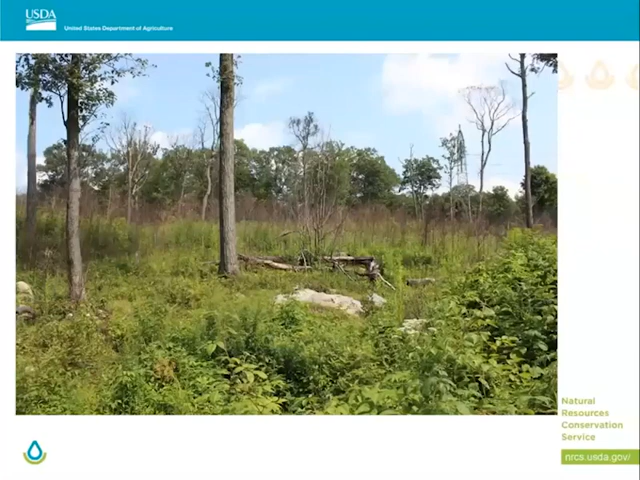 USDA
United States Department of Agriculture
Natural
Resources
Conservation
Service
nrcs.usda.gov/